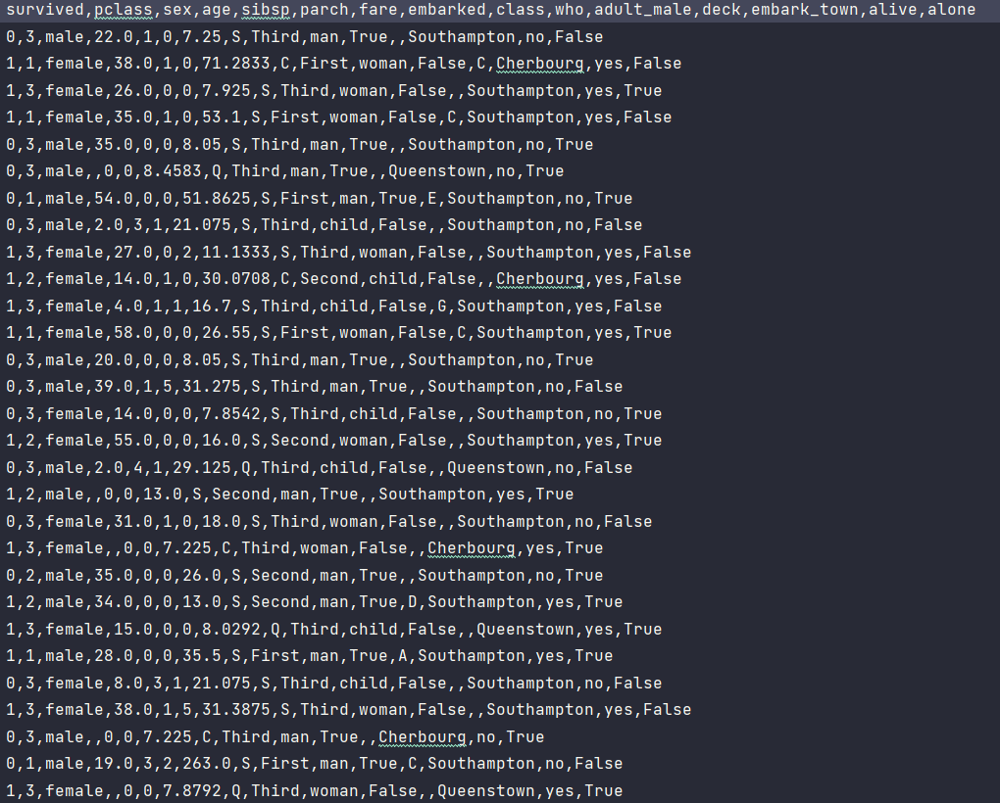 survived,pclass,sex,age,sibsp,parch,fare,embarked,class,who,adult_male,deck,embark_town,alive,alone
0,3,male,22.0,1,0,7.25,S,Third,man,True,,Southampton,no,False
1,1,female,38.0,1,0,71.2833,C,First,woman,False,C,Cherbourg,yes,False
1,3,female,26.0,0,0,7.925,S,Third,woman,False,,Southampton,yes,True
1,1,female,35.0,1,0,53.1,S,First,woman,False,C,Southampton,yes,False
0,3,male,35.0,0,0,8.05,S,Third,man,True,,Southampton,no,True
0,3,male,,0,0,8.4583,Q,Third,man,True,,Queenstown,no,True
0,1,male,54.0,0,0,51.8625,S,First,man,True,E,Southampton,no,True
0,3,male,2.0,3,1,21.075,S,Third,child,False,,Southampton,no,False
1,3,female,27.0,0,2,11.1333,S,Third,woman,False,,Southampton,yes,False
1,2,female,14.0,1,0,30.0708,C,Second,child,False,,Cherbourg,yes,False
1,3,female,4.0,1,1,16.7,S,Third,child,False,G,Southampton,yes,False
1,1,female,58.0,0,0,26.55,S,First,woman,False,C,Southampton,yes,True
0,3,male,20.0,0,0,8.05,S,Third,man,True,,Southampton,no,True
0,3,male,39.0,1,5,31.275,S,Third,man,True,,Southampton,no,False
0,3,female,14.0,0,0,7.8542,S,Third,child,False,,Southampton,no,True
1,2,female,55.0,0,0,16.0,S,Second,woman,False,,Southampton,yes,True
0,3,male,2.0,4,1,29.125,Q,Third,child,False,,Queenstown,no,False
1,2,male,,0,0,13.0,S,Second,man,True,,Southampton,yes,True
0,3,female,31.0,1,0,18.0,S,Third,woman,False,,Southampton,no,False
1,3,female,,0,0,7.225,C,Third,woman,False,,Cherbourg,yes,True
0,2,male,35.0,0,0,26.0,S,Second,man,True,,Southampton,no,True
1,2,male,34.0,0,0,13.0,S,Second,man,True,D,Southampton,yes,True
1,3,female,15.0,0,0,8.0292,Q,Third,child,False,,Queenstown,yes,True
1,1,male,28.0,0,0,35.5,S,First,man,True,A,Southampton,yes,True
0,3,female,8.0,3,1,21.075,S,Third,child,False,,Southampton,no,False
1,3,female,38.0,1,5,31.3875,S,Third,woman,False,,Southampton,yes,False
0,3,male,,0,0,7.225,C,Third,man,True,,Cherbourg,no,True
0,1,male,19.0,3,2,263.0,S,First,man,True,C,Southampton,no,False
1,3,female,,0,0,7.8792,Q,Third,woman,False,,Queenstown,yes,True